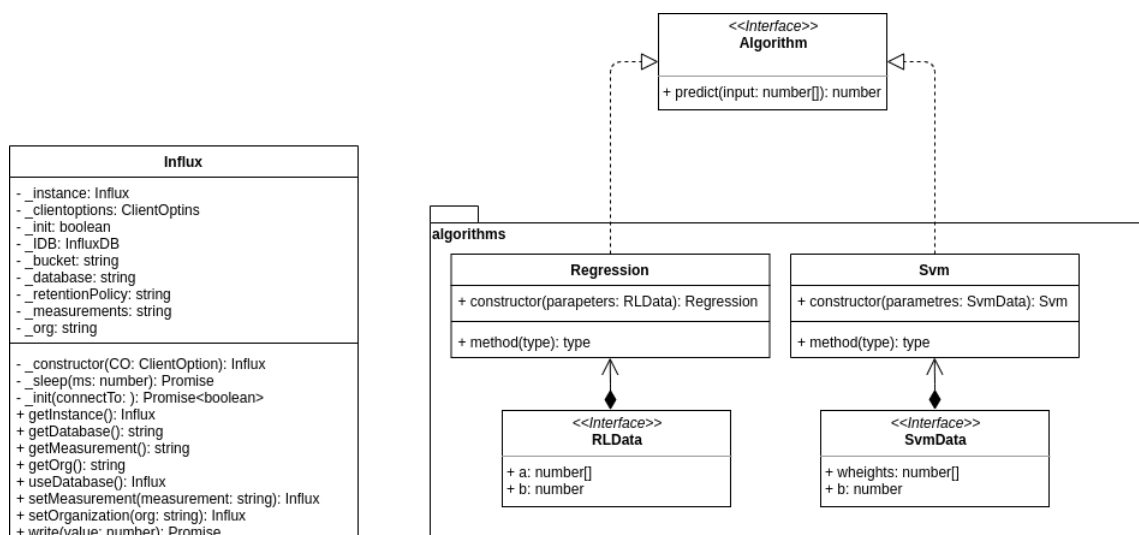 <<Interface>>
Algorithm
+ predict(input: number[]): number
Influx
- _instance: Influx
- _clientoptions: ClientOptins
- _init: boolean
- _IDB: InfluxDB
- _bucket: string
- _database: string
- _retentionPolicy: string
- _measurements: string
- _org: string
- _constructor(CO: ClientOption): Influx
- _sleep(ms: number): Promise
- _init(connectTo: ): Promise<boolean>
+ getInstance(): Influx
+ getDatabase(): string
+ getMeasurement(): string
+ getOrg(): string
+ useDatabase(): Influx
+ setMeasurement(measurement: string): Influx
+ setOrganization(org: string): Influx
+ write(value: number): Promise
algorithms
Regression
+ constructor(parapeters: RLData): Regression
+ method(type): type
Svm
+ constructor(parametres: SvmData): Svm
+ method(type): type
<<Interface>>
RLData
+ a: number[]
+ b: number
<<Interface>>
SvmData
+ wheights: number[]
+ b: number